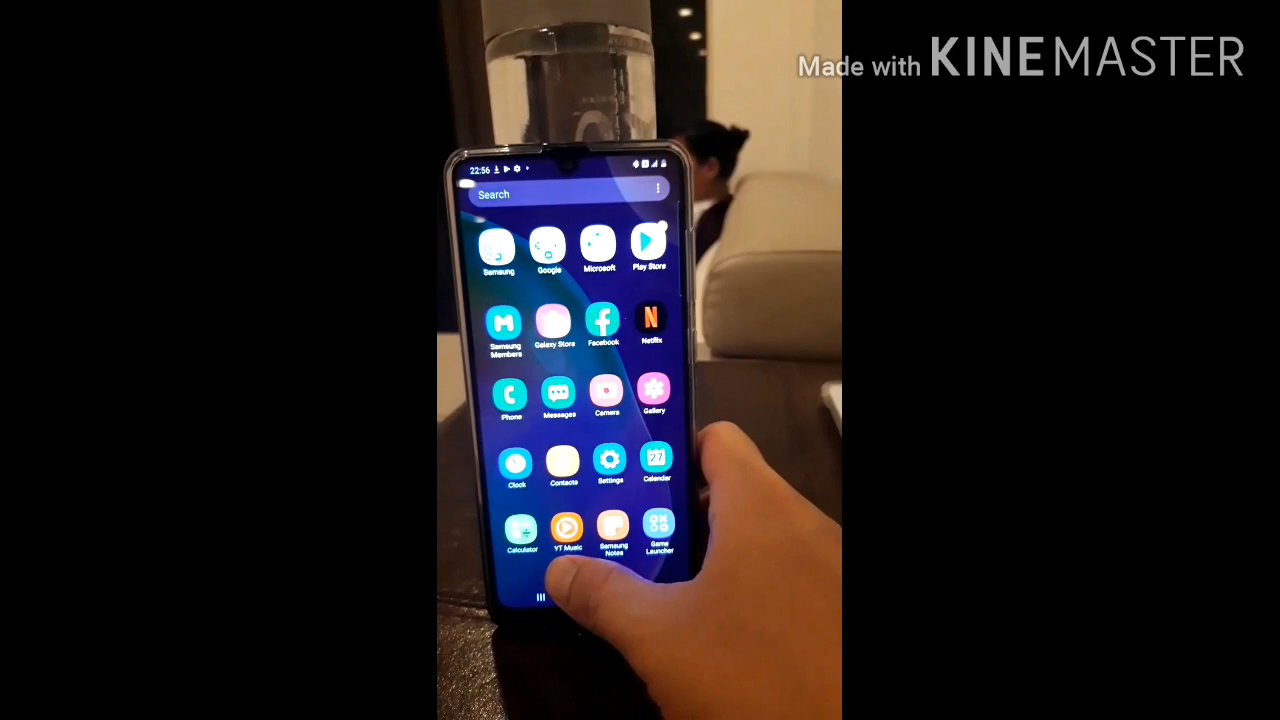 Made with KINEMASTER
22:56
Search
Samsung Google Microsoft Play Store
Samsung Members Galaxy Store Facebook Netflix
Phone Messages Camera Gallery
27
Clock Contacts Settings Calendar
Calculator YT Music Samsung Notes Game Launcher